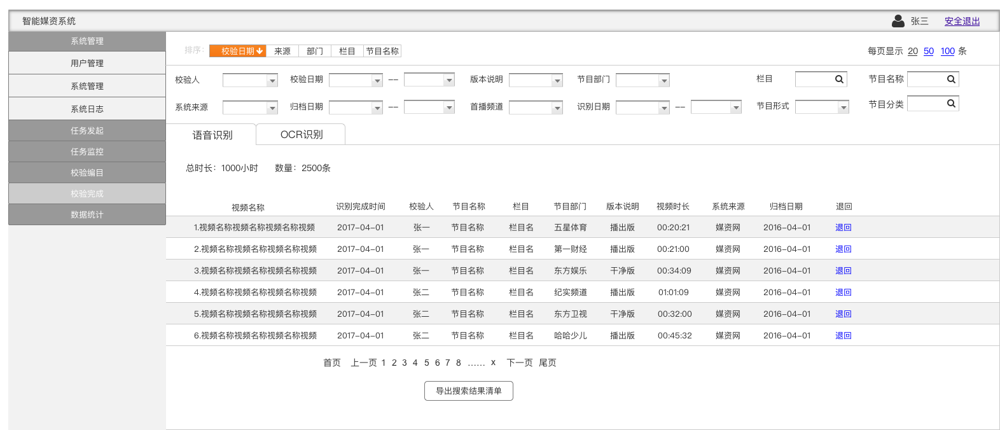 智能媒资系统 张三 安全退出
系统管理
用户管理
系统管理
系统日志
任务发起
任务监控
校验编目
校验完成
数据统计
排序： 校验日期 来源 部门 栏目 节目名称 每页显示 20 50 100 条
校验人 校验日期 -- 版本说明 节目部门 栏目 节目名称
系统来源 归档日期 -- 首播频道 识别日期 -- 节目形式 节目分类
语音识别 OCR识别
总时长：1000小时 数量：2500条
视频名称 识别完成时间 校验人 节目名称 栏目 节目部门 版本说明 视频时长 系统来源 归档日期 退回
1.视频名称视频名称视频名称视频 2017-04-01 张一 节目名称 栏目名 五星体育 播出版 00:20:21 媒资网 2016-04-01 退回
2.视频名称视频名称视频名称视频 2017-04-01 张一 节目名称 栏目名 第一财经 播出版 00:21:00 媒资网 2016-04-01 退回
3.视频名称视频名称视频名称视频 2017-04-01 张一 节目名称 栏目名 东方娱乐 干净版 00:34:09 媒资网 2016-04-01 退回
4.视频名称视频名称视频名称视频 2017-04-01 张二 节目名称 栏目名 纪实频道 播出版 01:01:09 媒资网 2016-04-01 退回
5.视频名称视频名称视频名称视频 2017-04-01 张二 节目名称 栏目名 东方卫视 干净版 00:32:00 媒资网 2016-04-01 退回
6.视频名称视频名称视频名称视频 2017-04-01 张二 节目名称 栏目名 哈哈少儿 播出版 00:45:32 媒资网 2016-04-01 退回
首页 上一页 1 2 3 4 5 6 7 8 …… x 下一页 尾页
导出搜索结果清单